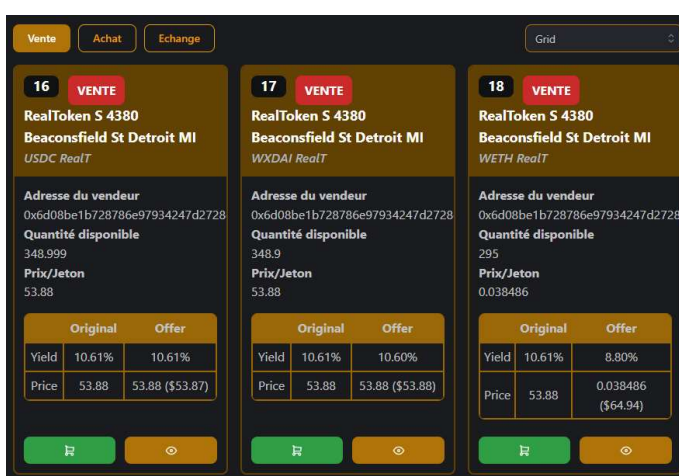 Vente Achat Echange Grid
16 VENTE
RealToken S 4380
Beaconsfield St Detroit MI
USDC RealT
Adresse du vendeur
0x6d08be1b728786e97934247d2728
Quantité disponible
348.999
Prix/Jeton
53.88
Original Offer
Yield 10.61% 10.61%
Price 53.88 53.88 ($53.87)
17 VENTE
RealToken S 4380
Beaconsfield St Detroit MI
WXDAI RealT
Adresse du vendeur
0x6d08be1b728786e97934247d2728
Quantité disponible
348.9
Prix/Jeton
53.88
Original Offer
Yield 10.61% 10.60%
Price 53.88 53.88 ($53.88)
18 VENTE
RealToken S 4380
Beaconsfield St Detroit MI
WETH RealT
Adresse du vendeur
0x6d08be1b728786e97934247d2728
Quantité disponible
295
Prix/Jeton
0.038486
Original Offer
Yield 10.61% 8.80%
Price 53.88 0.038486
($64.94)